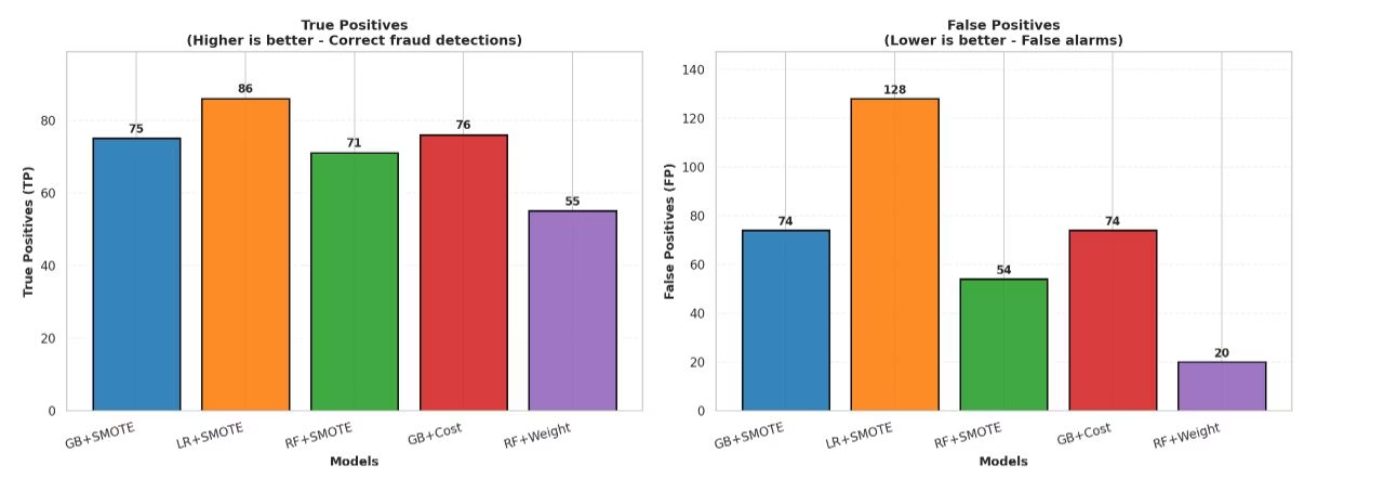 True Positives
(Higher is better - Correct fraud detections)
True Positives (TP)
80
60
40
20
0
75
86
71
76
55
GB+SMOTE
LR+SMOTE
RF+SMOTE
GB+Cost
RF+Weight
Models
False Positives
(Lower is better - False alarms)
False Positives (FP)
140
120
100
80
60
40
20
0
74
128
54
74
20
GB+SMOTE
LR+SMOTE
RF+SMOTE
GB+Cost
RF+Weight
Models